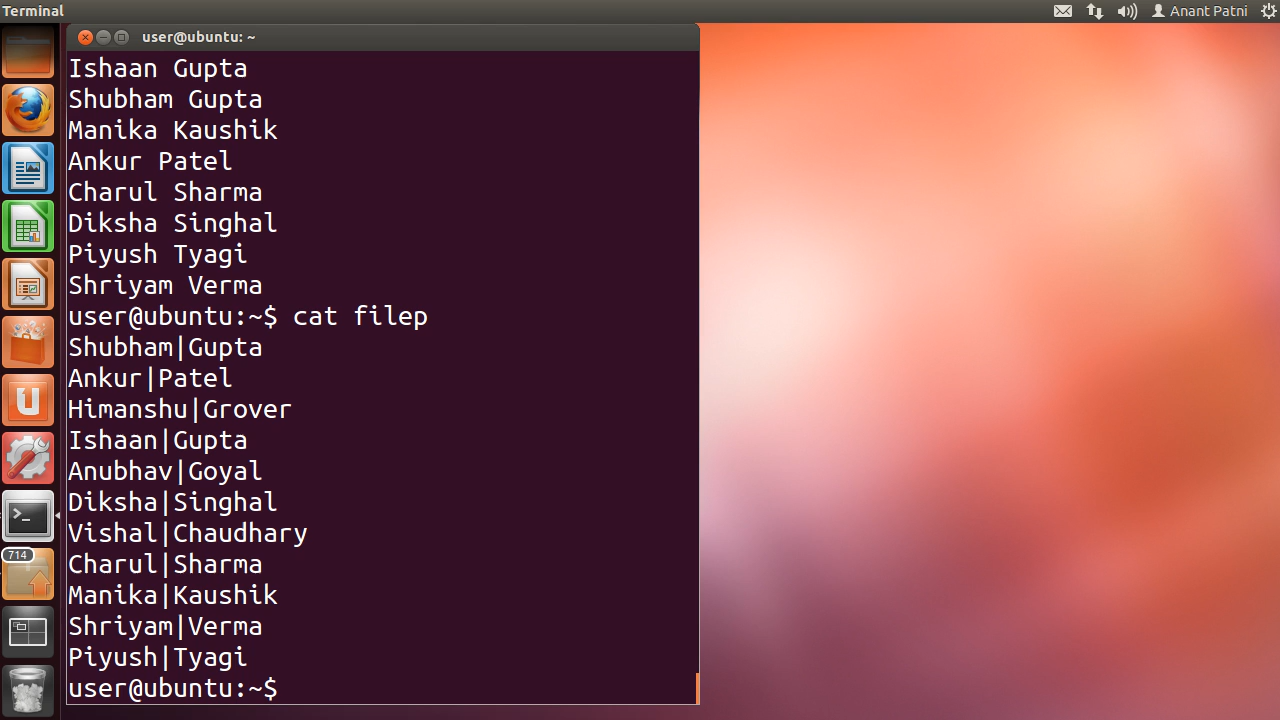 Terminal
Anant Patni
user@ubuntu: ~
Ishaan Gupta
Shubham Gupta
Manika Kaushik
Ankur Patel
Charul Sharma
Diksha Singhal
Piyush Tyagi
Shriyam Verma
user@ubuntu:~$ cat filep
Shubham|Gupta
Ankur|Patel
Himanshu|Grover
Ishaan|Gupta
Anubhav|Goyal
Diksha|Singhal
Vishal|Chaudhary
Charul|Sharma
Manika|Kaushik
Shriyam|Verma
Piyush|Tyagi
user@ubuntu:~$
714